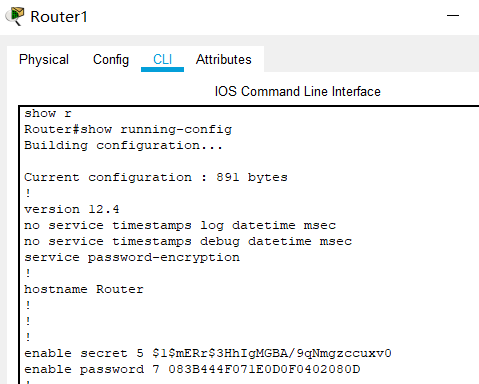 Router1
Physical Config CLI Attributes
IOS Command Line Interface
show r
Router#show running-config
Building configuration...
Current configuration : 891 bytes
!
version 12.4
no service timestamps log datetime msec
no service timestamps debug datetime msec
service password-encryption
!
hostname Router
!
!
!
enable secret 5 $1$mERr$3HhIgMGBA/9qNmgzccuxv0
enable password 7 083B444F071E0D0F0402080D
!